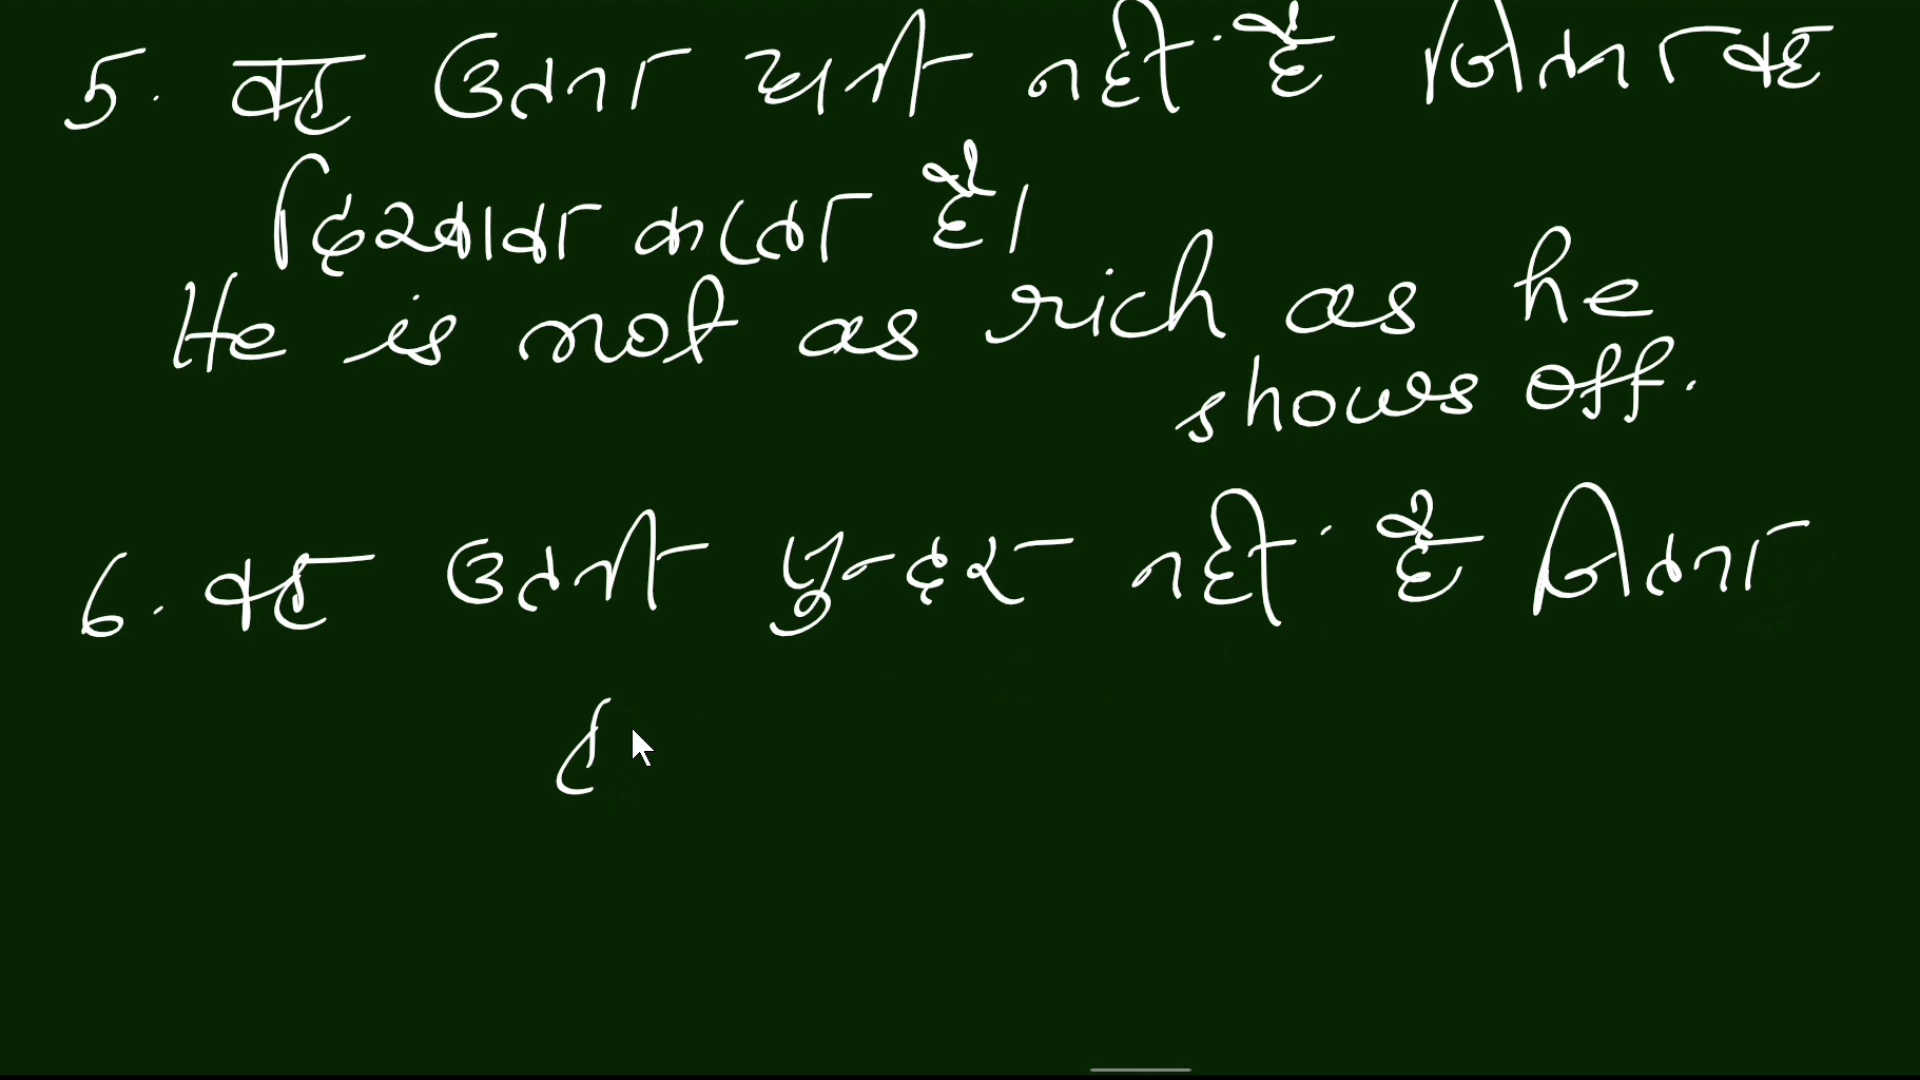 5. वह उतना धनी नहीं है जितना वह
दिखावा करता है।
He is not as rich as he
shows off.
6. वह उतनी सुन्दर नहीं है जितना